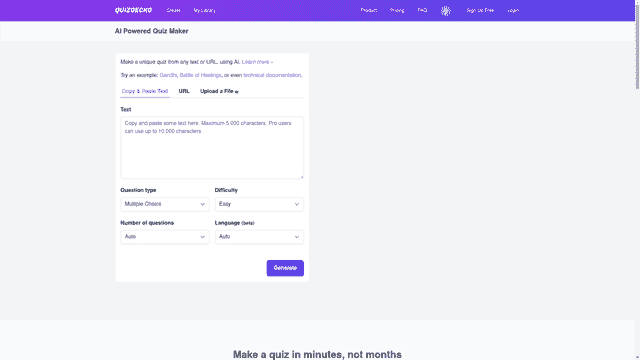 QUIZGECKO Create My Library Product Pricing FAQ Sign Up Free Login
AI Powered Quiz Maker
Make a unique quiz from any text or URL, using AI. Learn more
Try an example: Gandhi, Battle of Hastings, or even technical documentation.
Copy & Paste Text URL Upload a File
Text
Copy and paste some text here. Maximum 5,000 characters. Pro users
can use up to 10,000 characters
Question type Difficulty
Multiple Choice Easy
Number of questions Language (beta)
Auto Auto
Generate
Make a quiz in minutes, not months